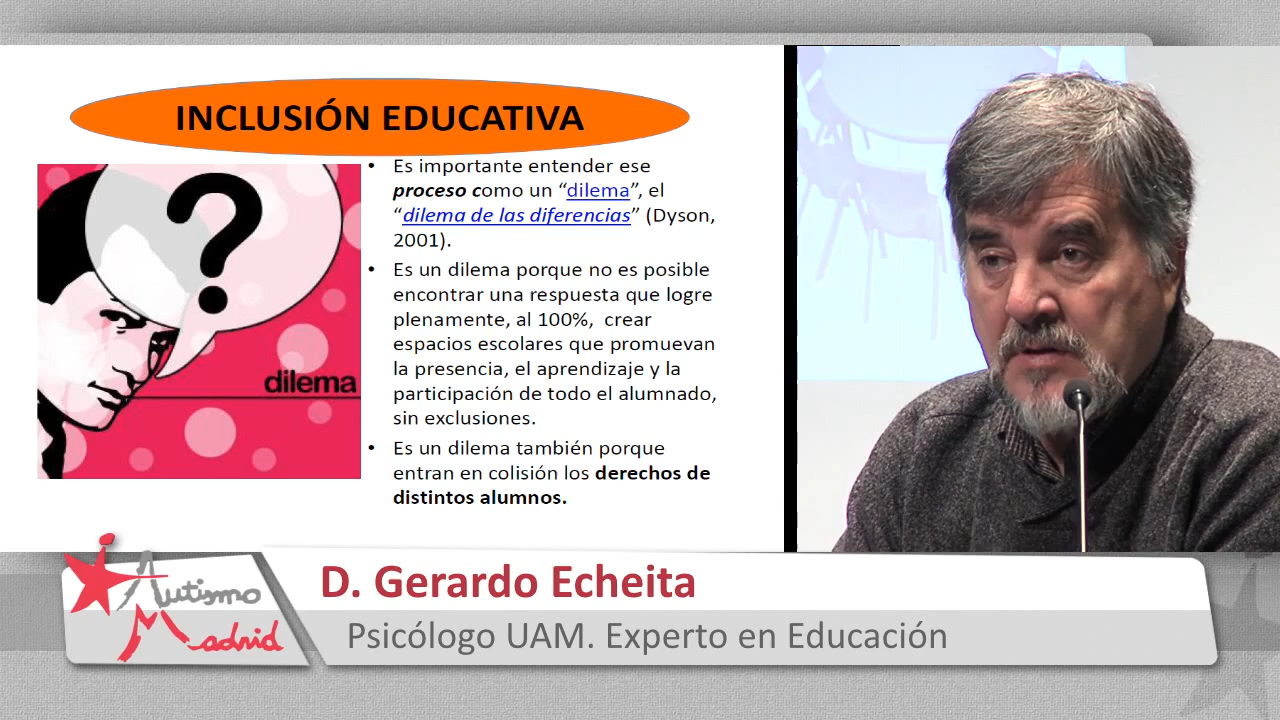 INCLUSIÓN EDUCATIVA
• Es importante entender ese
proceso como un “dilema”, el
“dilema de las diferencias” (Dyson,
2001).
• Es un dilema porque no es posible
encontrar una respuesta que logre
plenamente, al 100%, crear
espacios escolares que promuevan
la presencia, el aprendizaje y la
participación de todo el alumnado,
sin exclusiones.
• Es un dilema también porque
entran en colisión los derechos de
distintos alumnos.
?
dilema
D. Gerardo Echeita
Psicólogo UAM. Experto en Educación
Autismo
Madrid